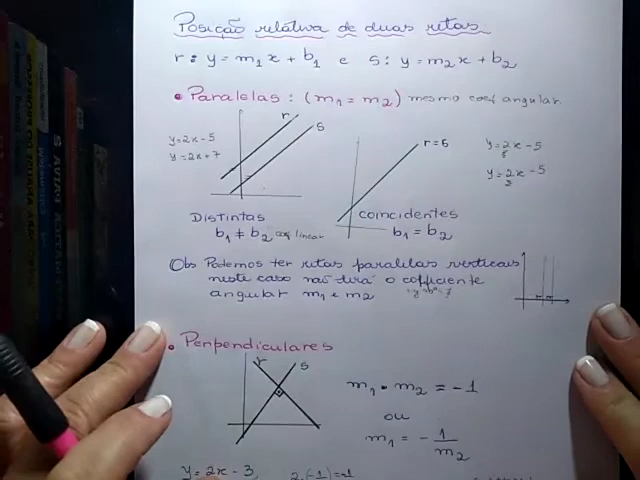 Posição relativa de duas retas.
r: y = m₁x + b₁ e s: y = m₂x + b₂
• Paralelas: (m₁ = m₂) mesmo coef angular.
r
s
y=2x-5
y=2x+7
r=s
y=2x-5
y=2x-5
Distintas
b₁ ≠ b₂ coef linear
coincidentes
b₁ = b₂
Obs Podemos ter retas paralelas verticais
neste caso não terá o coeficiente
angular m₁ e m₂
• Perpendiculares
r
s
m₁ • m₂ = -1
ou
m₁ = - 1/m₂
y = 2x - 3